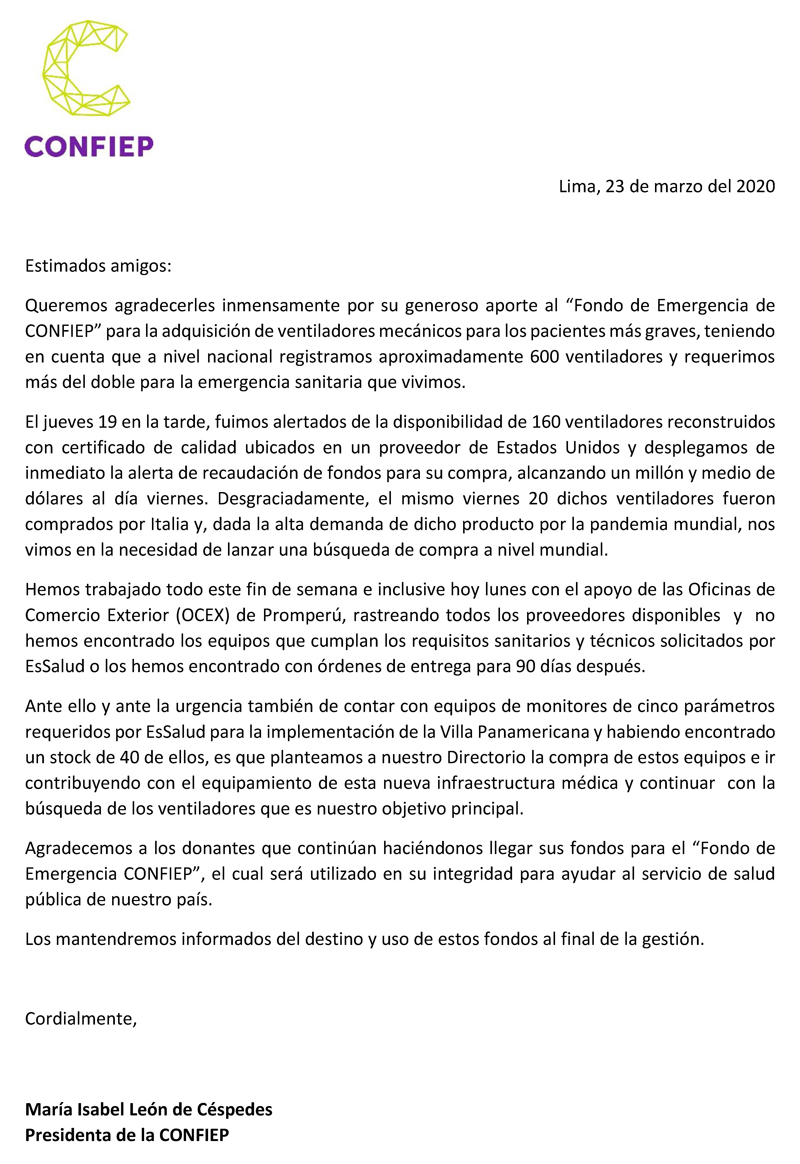 CONFIEP
Lima, 23 de marzo del 2020
Estimados amigos:
Queremos agradecerles inmensamente por su generoso aporte al “Fondo de Emergencia de
CONFIEP” para la adquisición de ventiladores mecánicos para los pacientes más graves, teniendo
en cuenta que a nivel nacional registramos aproximadamente 600 ventiladores y requerimos
más del doble para la emergencia sanitaria que vivimos.
El jueves 19 en la tarde, fuimos alertados de la disponibilidad de 160 ventiladores reconstruidos
con certificado de calidad ubicados en un proveedor de Estados Unidos y desplegamos de
inmediato la alerta de recaudación de fondos para su compra, alcanzando un millón y medio de
dólares al día viernes. Desgraciadamente, el mismo viernes 20 dichos ventiladores fueron
comprados por Italia y, dada la alta demanda de dicho producto por la pandemia mundial, nos
vimos en la necesidad de lanzar una búsqueda de compra a nivel mundial.
Hemos trabajado todo este fin de semana e inclusive hoy lunes con el apoyo de las Oficinas de
Comercio Exterior (OCEX) de Promperú, rastreando todos los proveedores disponibles y no
hemos encontrado los equipos que cumplan los requisitos sanitarios y técnicos solicitados por
EsSalud o los hemos encontrado con órdenes de entrega para 90 días después.
Ante ello y ante la urgencia también de contar con equipos de monitores de cinco parámetros
requeridos por EsSalud para la implementación de la Villa Panamericana y habiendo encontrado
un stock de 40 de ellos, es que planteamos a nuestro Directorio la compra de estos equipos e ir
contribuyendo con el equipamiento de esta nueva infraestructura médica y continuar con la
búsqueda de los ventiladores que es nuestro objetivo principal.
Agradecemos a los donantes que continúan haciéndonos llegar sus fondos para el “Fondo de
Emergencia CONFIEP”, el cual será utilizado en su integridad para ayudar al servicio de salud
pública de nuestro país.
Los mantendremos informados del destino y uso de estos fondos al final de la gestión.
Cordialmente,
María Isabel León de Céspedes
Presidenta de la CONFIEP